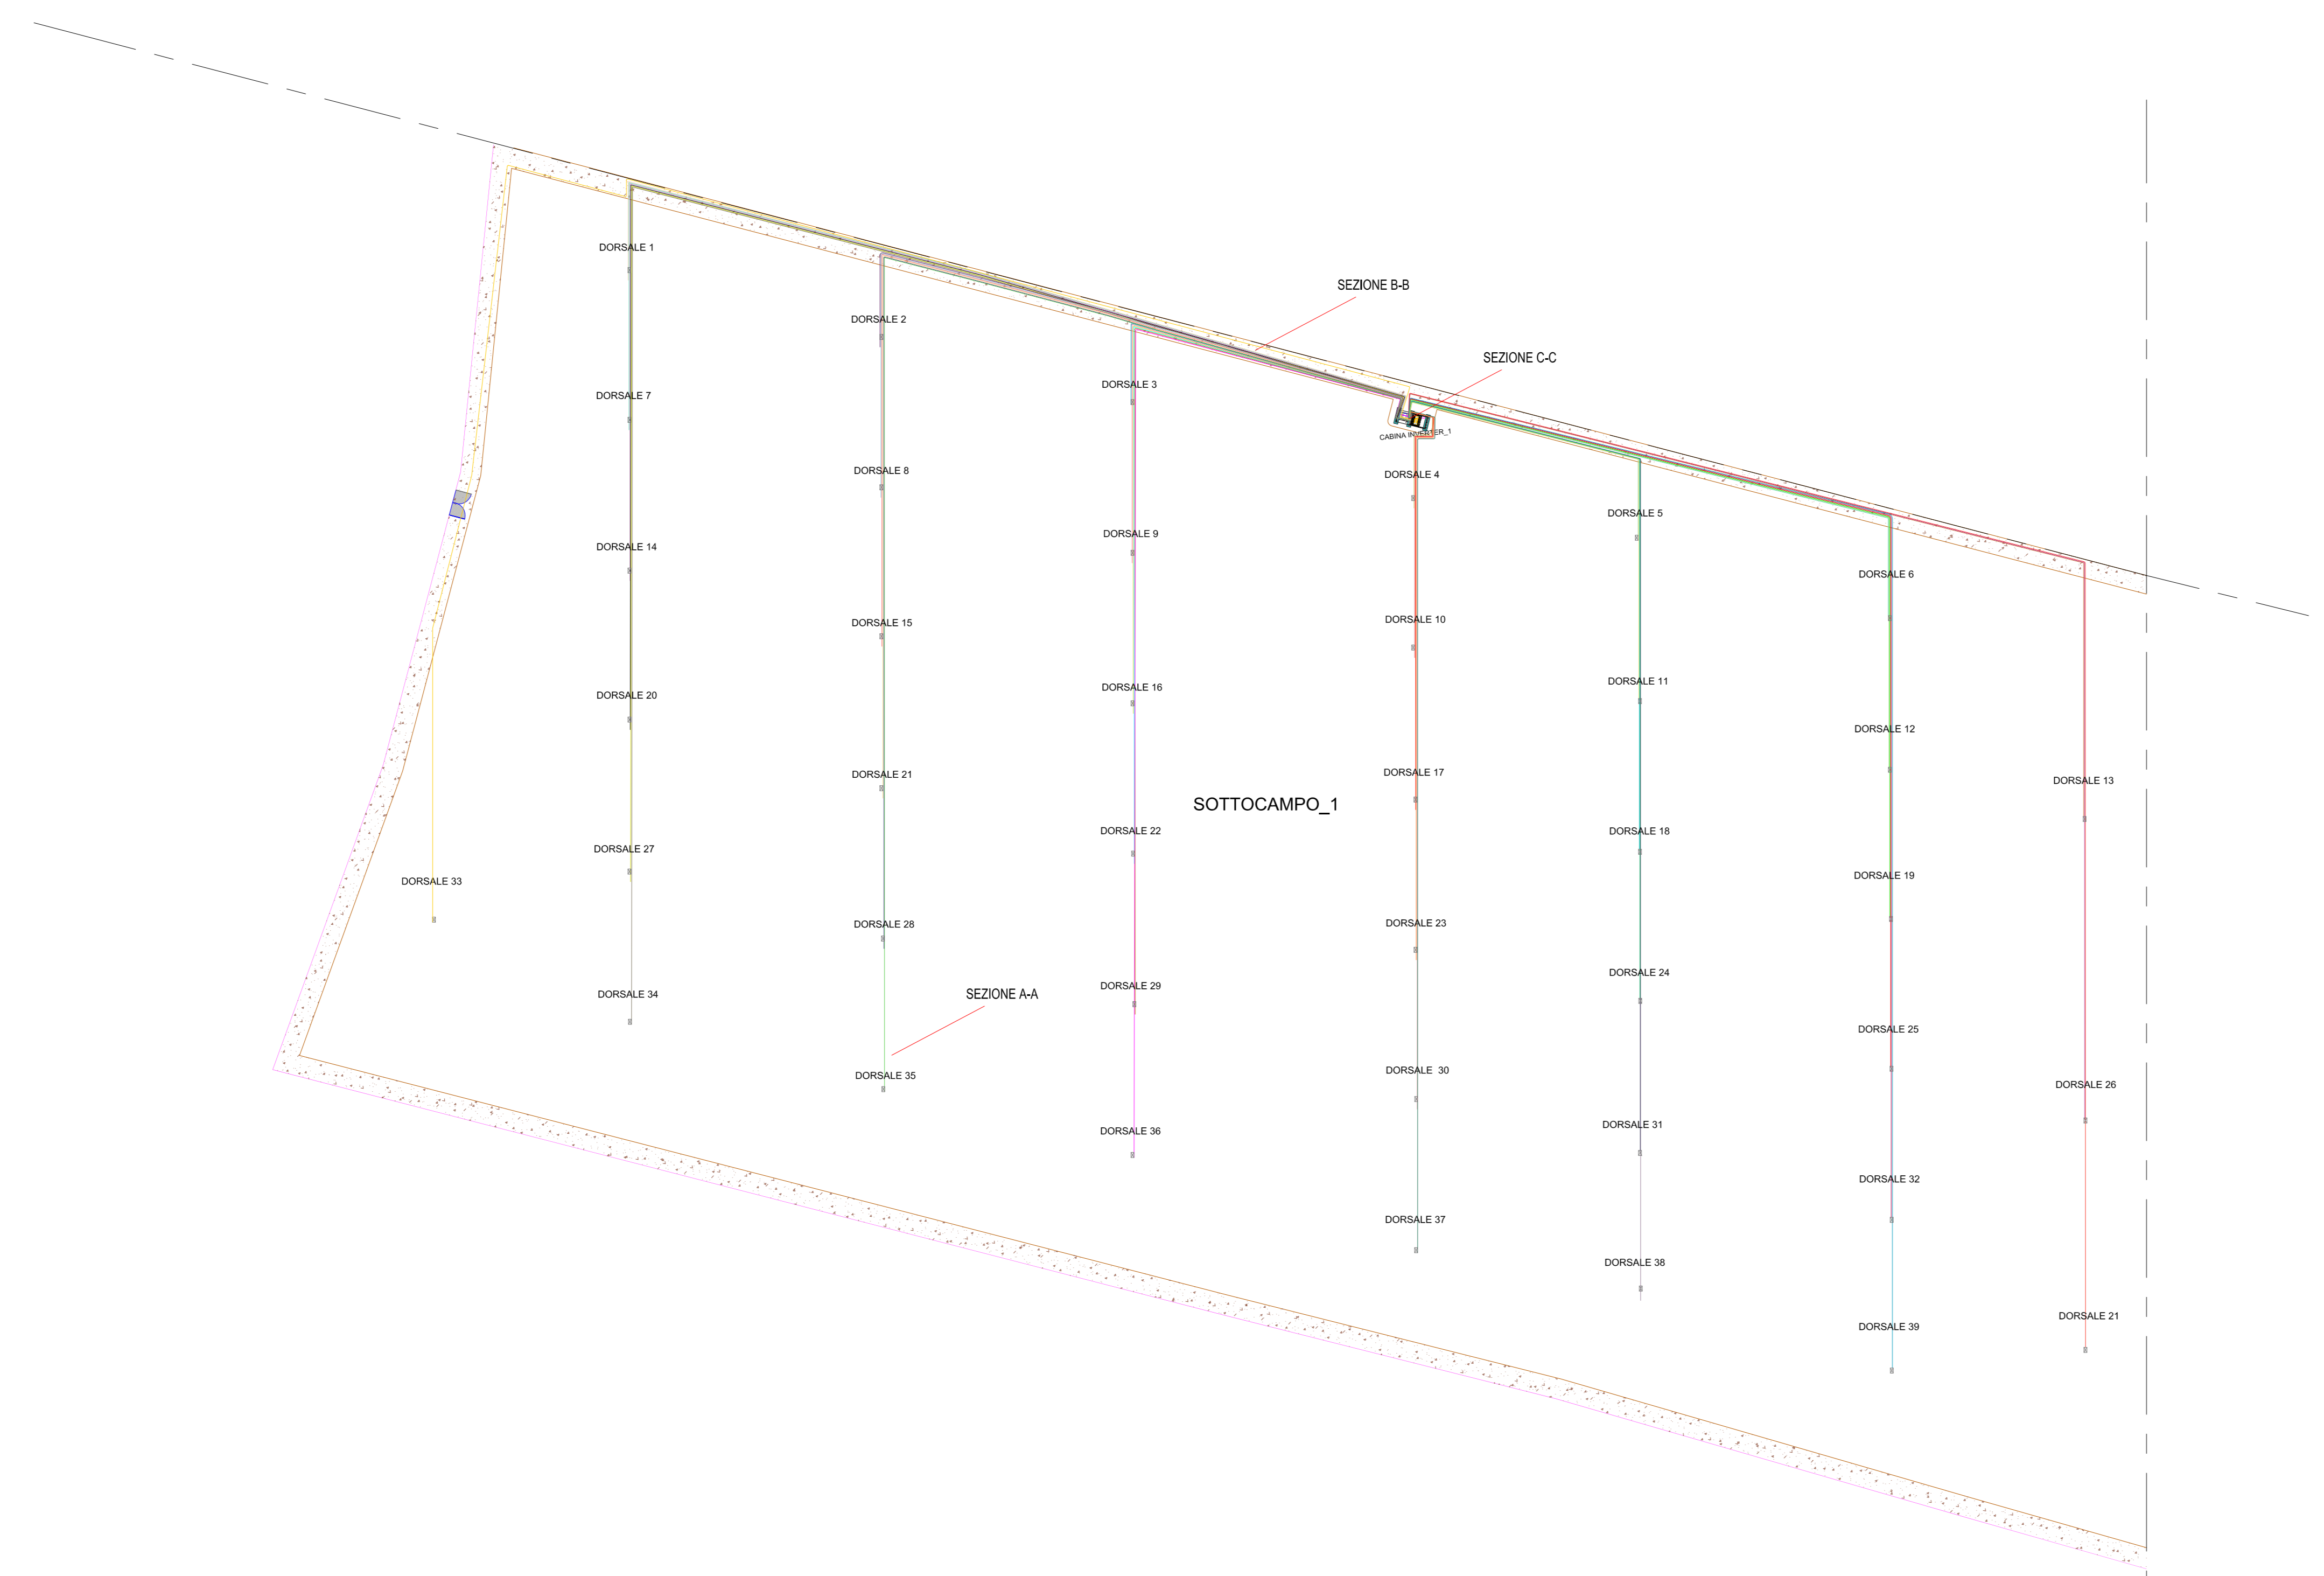 DORSALE 1
SEZIONE B-B
DORSALE 2
SEZIONE C-C
DORSALE 3
DORSALE 7
CABINA INVERTER_1
DORSALE 8
DORSALE 4
DORSALE 5
DORSALE 9
DORSALE 14
DORSALE 6
DORSALE 15
DORSALE 10
DORSALE 11
DORSALE 16
DORSALE 20
DORSALE 12
DORSALE 21
DORSALE 17
DORSALE 13
SOTTOCAMPO_1
DORSALE 22
DORSALE 18
DORSALE 27
DORSALE 19
DORSALE 33
DORSALE 28
DORSALE 23
DORSALE 24
DORSALE 29
DORSALE 34
SEZIONE A-A
DORSALE 25
DORSALE 30
DORSALE 35
DORSALE 26
DORSALE 31
DORSALE 36
DORSALE 32
DORSALE 37
DORSALE 38
DORSALE 21
DORSALE 39